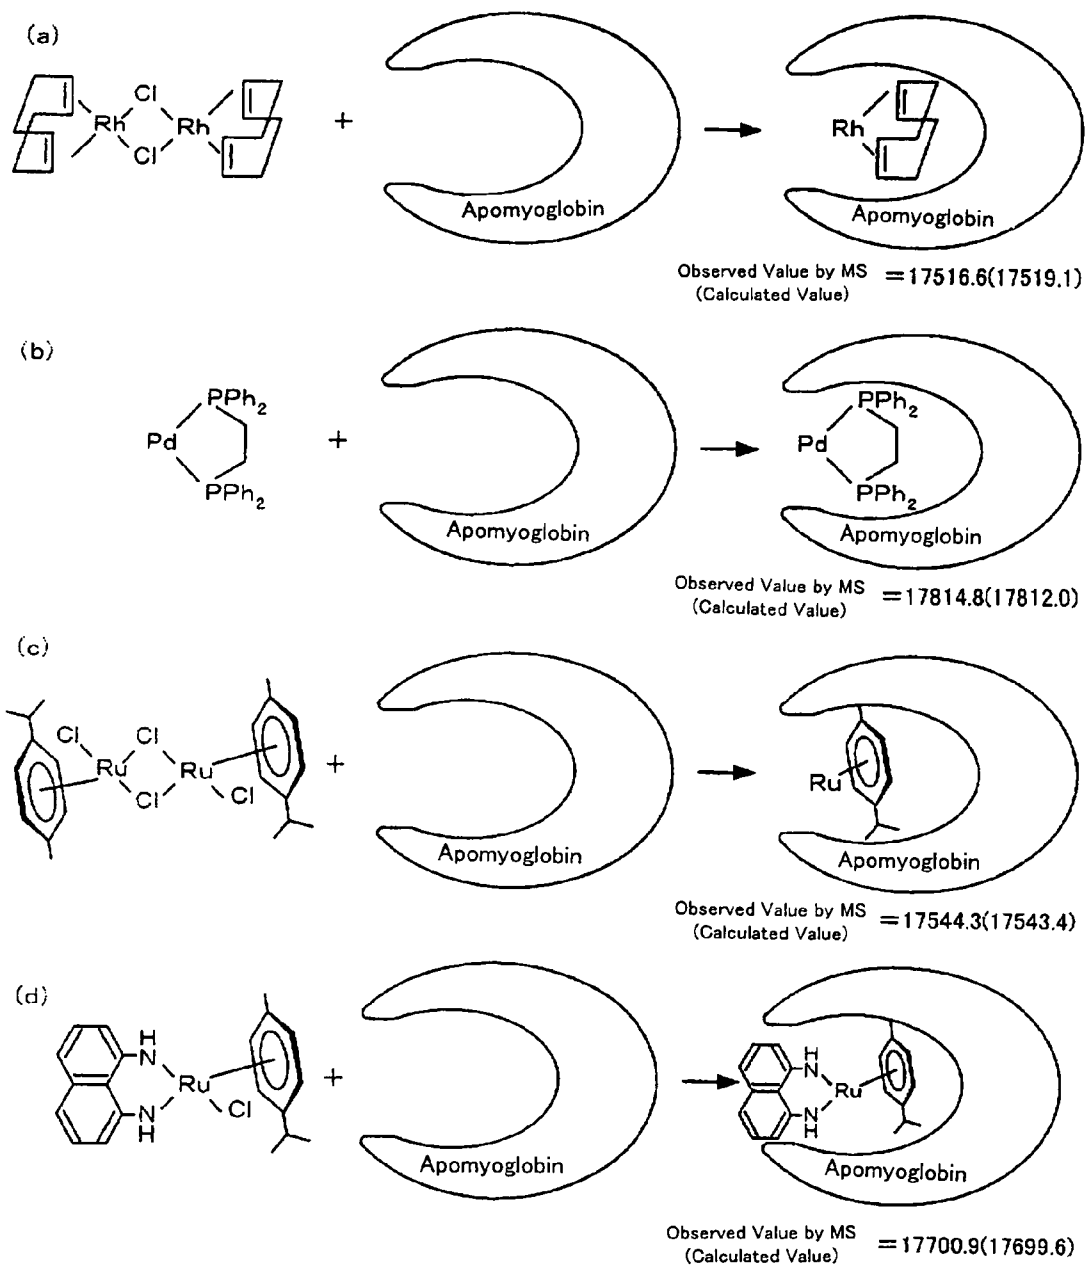 (a)
Cl
Rh Rh
Cl
+
Rh
Apomyoglobin
Apomyoglobin
Observed Value by MS =17516.6(17519.1)
(Calculated Value)
(b)
PPh2
Pd
PPh2
+
PPh2
Pd
PPh2
Apomyoglobin
Apomyoglobin
Observed Value by MS =17814.8(17812.0)
(Calculated Value)
(c)
Cl Cl
Ru Ru
Cl Cl
+
Ru
Apomyoglobin
Apomyoglobin
Observed Value by MS =17544.3(17543.4)
(Calculated Value)
(d)
H
N
Ru
Cl
N
H
+
H
N
Ru
N
H
Apomyoglobin
Apomyoglobin
Observed Value by MS =17700.9(17699.6)
(Calculated Value)